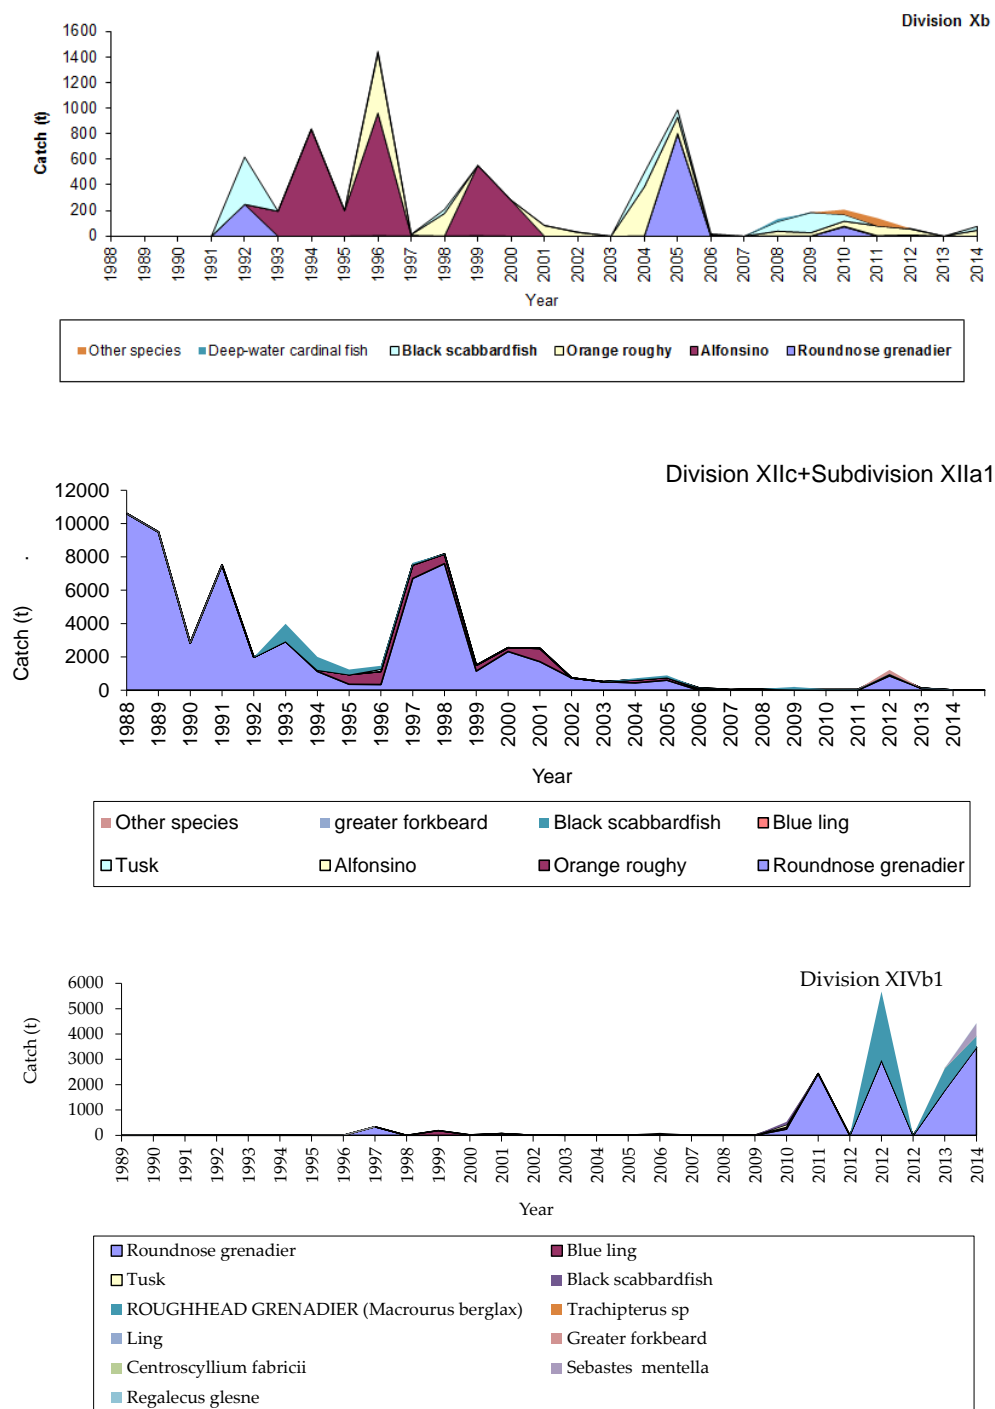 Division Xb
1600
1400
1200
1000
800
600
400
200
0
Catch (t)
1988 1989 1990 1991 1992 1993 1994 1995 1996 1997 1998 1999 2000 2001 2002 2003 2004 2005 2006 2007 2008 2009 2010 2011 2012 2013 2014
Year
Other species Deep-water cardinal fish Black scabbardfish Orange roughy Alfonsino Roundnose grenadier
Division XIIc+Subdivision XIIa1
12000
10000
8000
6000
4000
2000
0
Catch (t)
.
1988 1989 1990 1991 1992 1993 1994 1995 1996 1997 1998 1999 2000 2001 2002 2003 2004 2005 2006 2007 2008 2009 2010 2011 2012 2013 2014
Year
Other species greater forkbeard Black scabbardfish Blue ling
Tusk Alfonsino Orange roughy Roundnose grenadier
Division XIVb1
6000
5000
4000
3000
2000
1000
0
Catch (t)
1989 1990 1991 1992 1993 1994 1995 1996 1997 1998 1999 2000 2001 2002 2003 2004 2005 2006 2007 2008 2009 2010 2011 2012 2012 2012 2013 2014
Year
Roundnose grenadier Blue ling
Tusk Black scabbardfish
ROUGHHEAD GRENADIER (Macrourus berglax) Trachipterus sp
Ling Greater forkbeard
Centroscyllium fabricii Sebastes mentella
Regalecus glesne